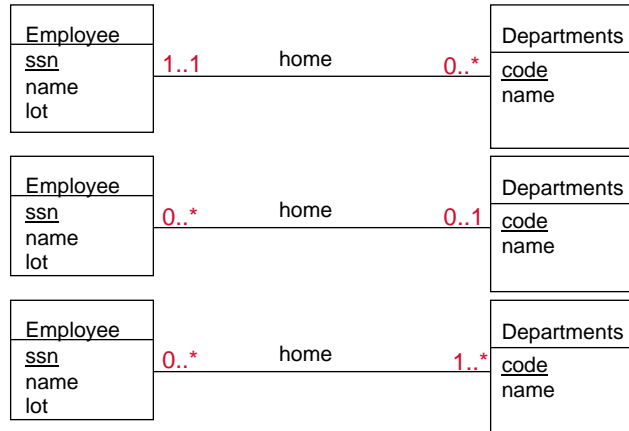 Employee
ssn
name
lot
1..1
home
0..*
Departments
code
name
Employee
ssn
name
lot
0..*
home
0..1
Departments
code
name
Employee
ssn
name
lot
0..*
home
1..*
Departments
code
name